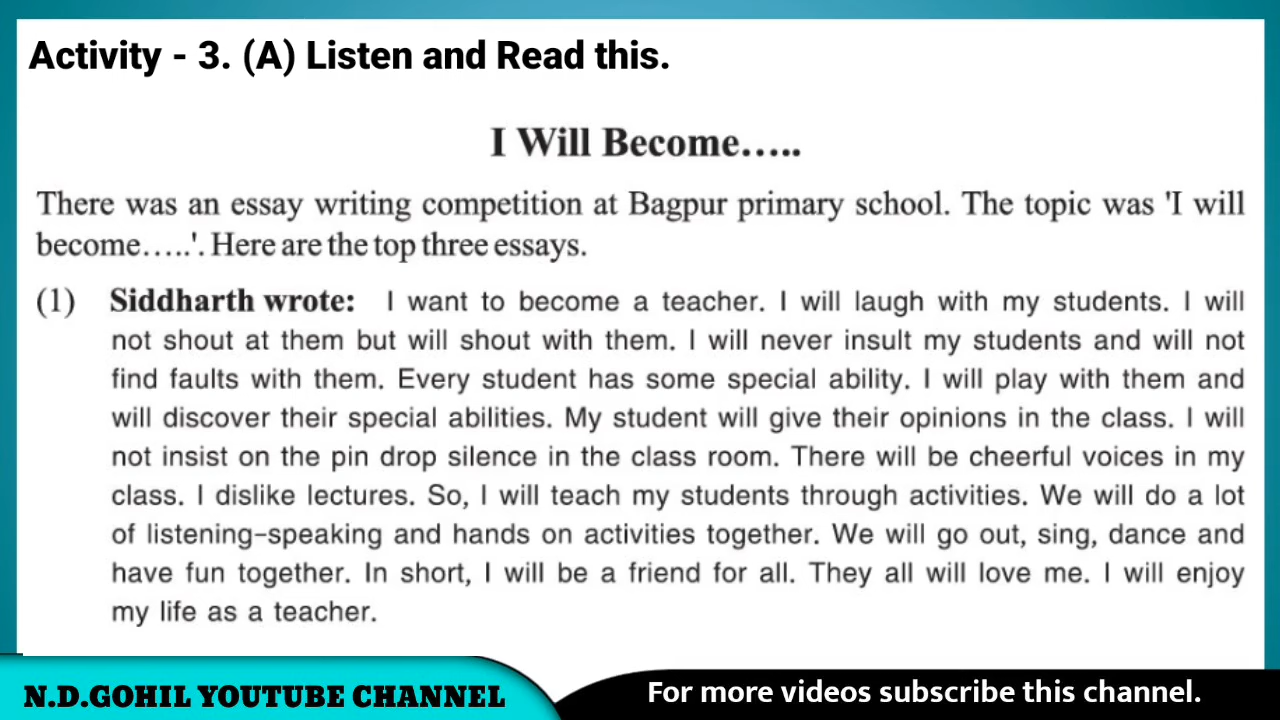 Activity - 3. (A) Listen and Read this.
I Will Become.....
There was an essay writing competition at Bagpur primary school. The topic was 'I will
become.....'. Here are the top three essays.
(1) Siddharth wrote: I want to become a teacher. I will laugh with my students. I will
not shout at them but will shout with them. I will never insult my students and will not
find faults with them. Every student has some special ability. I will play with them and
will discover their special abilities. My student will give their opinions in the class. I will
not insist on the pin drop silence in the class room. There will be cheerful voices in my
class. I dislike lectures. So, I will teach my students through activities. We will do a lot
of listening-speaking and hands on activities together. We will go out, sing, dance and
have fun together. In short, I will be a friend for all. They all will love me. I will enjoy
my life as a teacher.
N.D.GOHIL YOUTUBE CHANNEL
For more videos subscribe this channel.